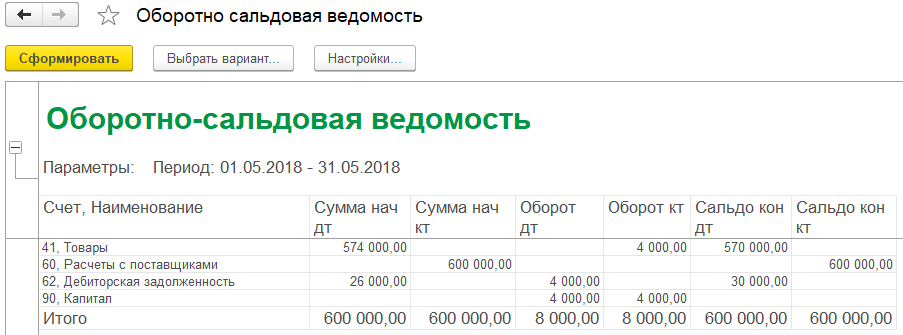 Оборотно сальдовая ведомость
Сформировать Выбрать вариант... Настройки...
Оборотно-сальдовая ведомость
Параметры: Период: 01.05.2018 - 31.05.2018
Счет, Наименование Сумма нач дт Сумма нач кт Оборот дт Оборот кт Сальдо кон дт Сальдо кон кт
41, Товары 574 000,00 4 000,00 570 000,00
60, Расчеты с поставщиками 600 000,00 600 000,00
62, Дебиторская задолженность 26 000,00 4 000,00 30 000,00
90, Капитал 4 000,00 4 000,00
Итого 600 000,00 600 000,00 8 000,00 8 000,00 600 000,00 600 000,00